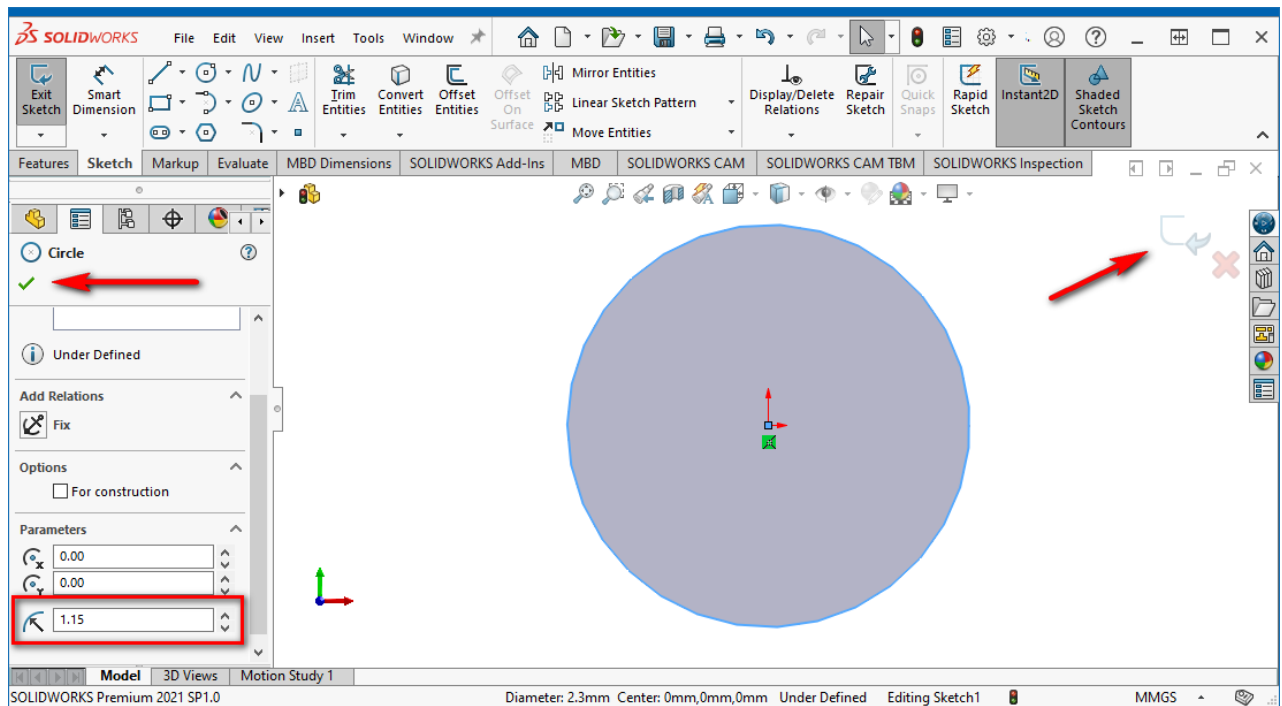 SOLIDWORKS File Edit View Insert Tools Window
Exit Sketch
Smart Dimension
Trim Entities
Convert Entities
Offset Entities
Offset On Surface
Mirror Entities
Linear Sketch Pattern
Move Entities
Display/Delete Relations
Repair Sketch
Quick Snaps
Rapid Sketch
Instant2D
Shaded Sketch Contours
Features Sketch Markup Evaluate MBD Dimensions SOLIDWORKS Add-Ins MBD SOLIDWORKS CAM SOLIDWORKS CAM TBM SOLIDWORKS Inspection
Circle
Under Defined
Add Relations
Fix
Options
For construction
Parameters
0.00
0.00
1.15
Model 3D Views Motion Study 1
SOLIDWORKS Premium 2021 SP1.0 Diameter: 2.3mm Center: 0mm,0mm,0mm Under Defined Editing Sketch1 MMGS